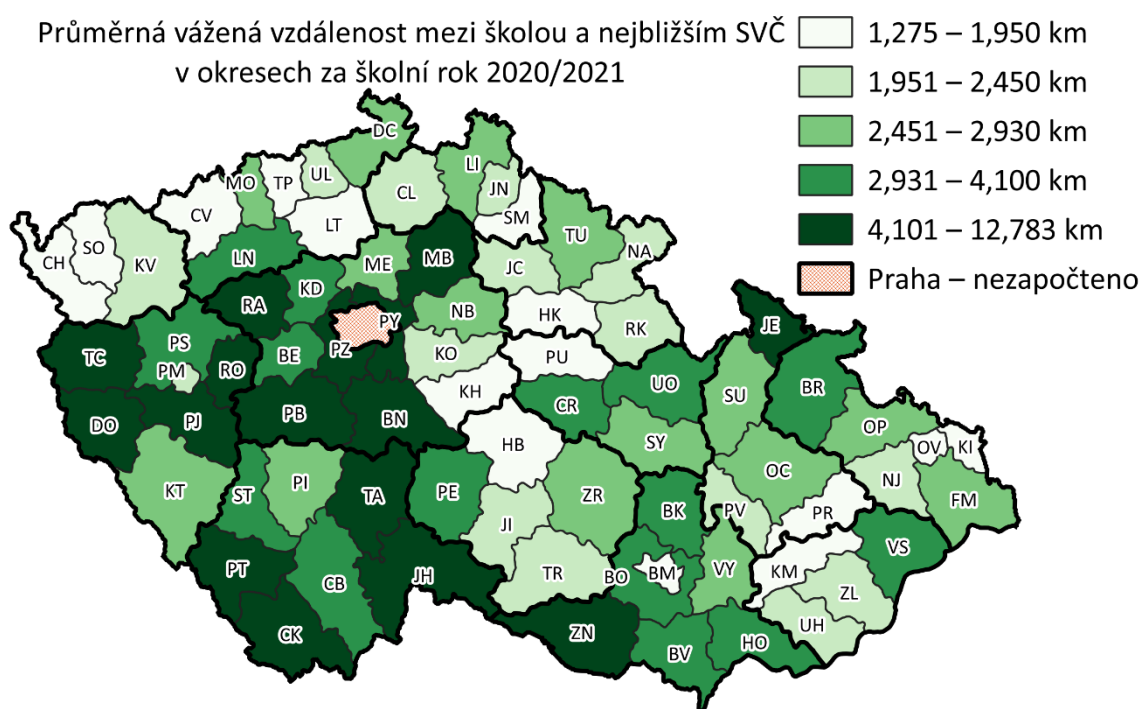 Průměrná vážená vzdálenost mezi školou a nejbližším SVČ
v okresech za školní rok 2020/2021
1,275 – 1,950 km
1,951 – 2,450 km
2,451 – 2,930 km
2,931 – 4,100 km
4,101 – 12,783 km
Praha – nezapočteno
DC
LI
MO
TP
UL
CL
JN
SM
CV
LT
TU
CH
SO
KV
LN
ME
MB
JC
NA
RA
KD
NB
HK
RK
PY
JE
TC
PS
PM
RO
BE
PZ
KO
PU
KH
CR
UO
SU
BR
DO
PJ
PB
BN
HB
SY
OP
OV
KI
KT
ST
PI
TA
PE
ZR
OC
NJ
FM
JI
BK
PV
PR
PT
CB
JH
TR
BO
BM
VY
KM
VS
ZL
CK
ZN
BV
HO
UH